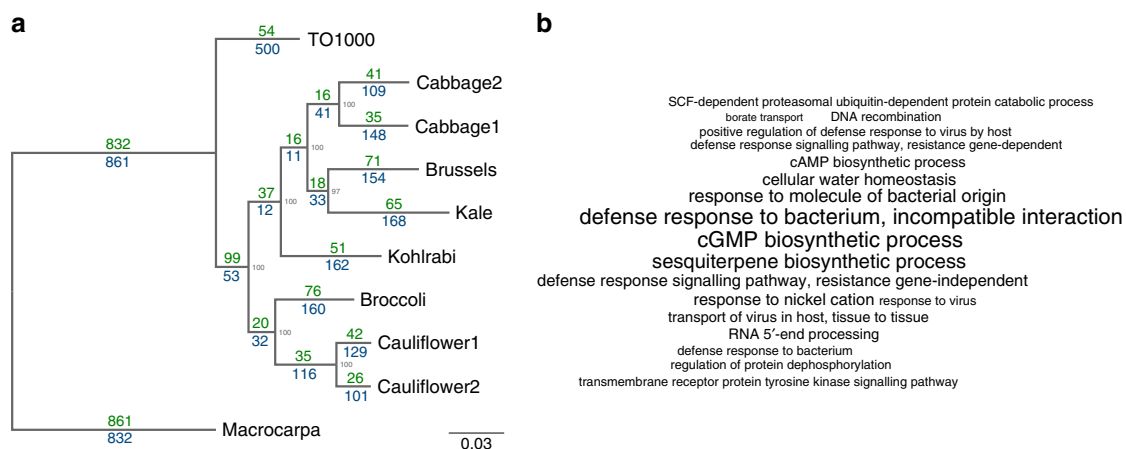 a
54
TO1000
500
41
Cabbage2
16
109
100
41
35
Cabbage1
148
832
861
16
11
100
71
Brussels
154
18
97
33
65
Kale
168
37
12
100
51
Kohlrabi
162
99
53
100
76
Broccoli
160
20
32
100
42
Cauliflower1
129
35
116
100
26
Cauliflower2
101
861
Macrocarpa
832
0.03
b
SCF-dependent proteasomal ubiquitin-dependent protein catabolic process
borate transport DNA recombination
positive regulation of defense response to virus by host
defense response signalling pathway, resistance gene-dependent
cAMP biosynthetic process
cellular water homeostasis
response to molecule of bacterial origin
defense response to bacterium, incompatible interaction
cGMP biosynthetic process
sesquiterpene biosynthetic process
defense response signalling pathway, resistance gene-independent
response to nickel cation response to virus
transport of virus in host, tissue to tissue
RNA 5′-end processing
defense response to bacterium
regulation of protein dephosphorylation
transmembrane receptor protein tyrosine kinase signalling pathway